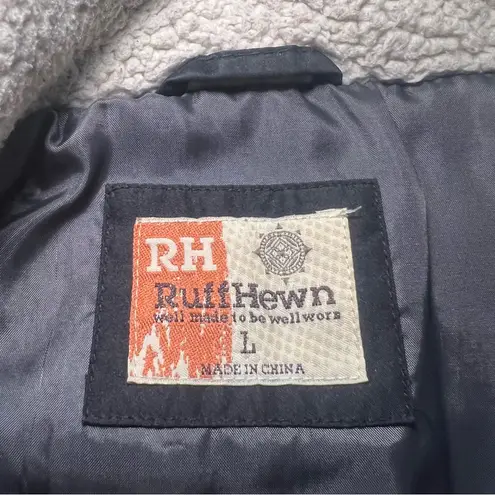 RH
RuffHewn
well made to be well worn
L
MADE IN CHINA